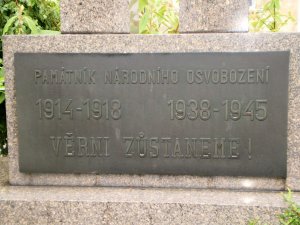 PAMÁTNÍK NÁRODNÍHO OSVOBOZENÍ
1914-1918 1938-1945
VĚRNI ZŮSTANEME!